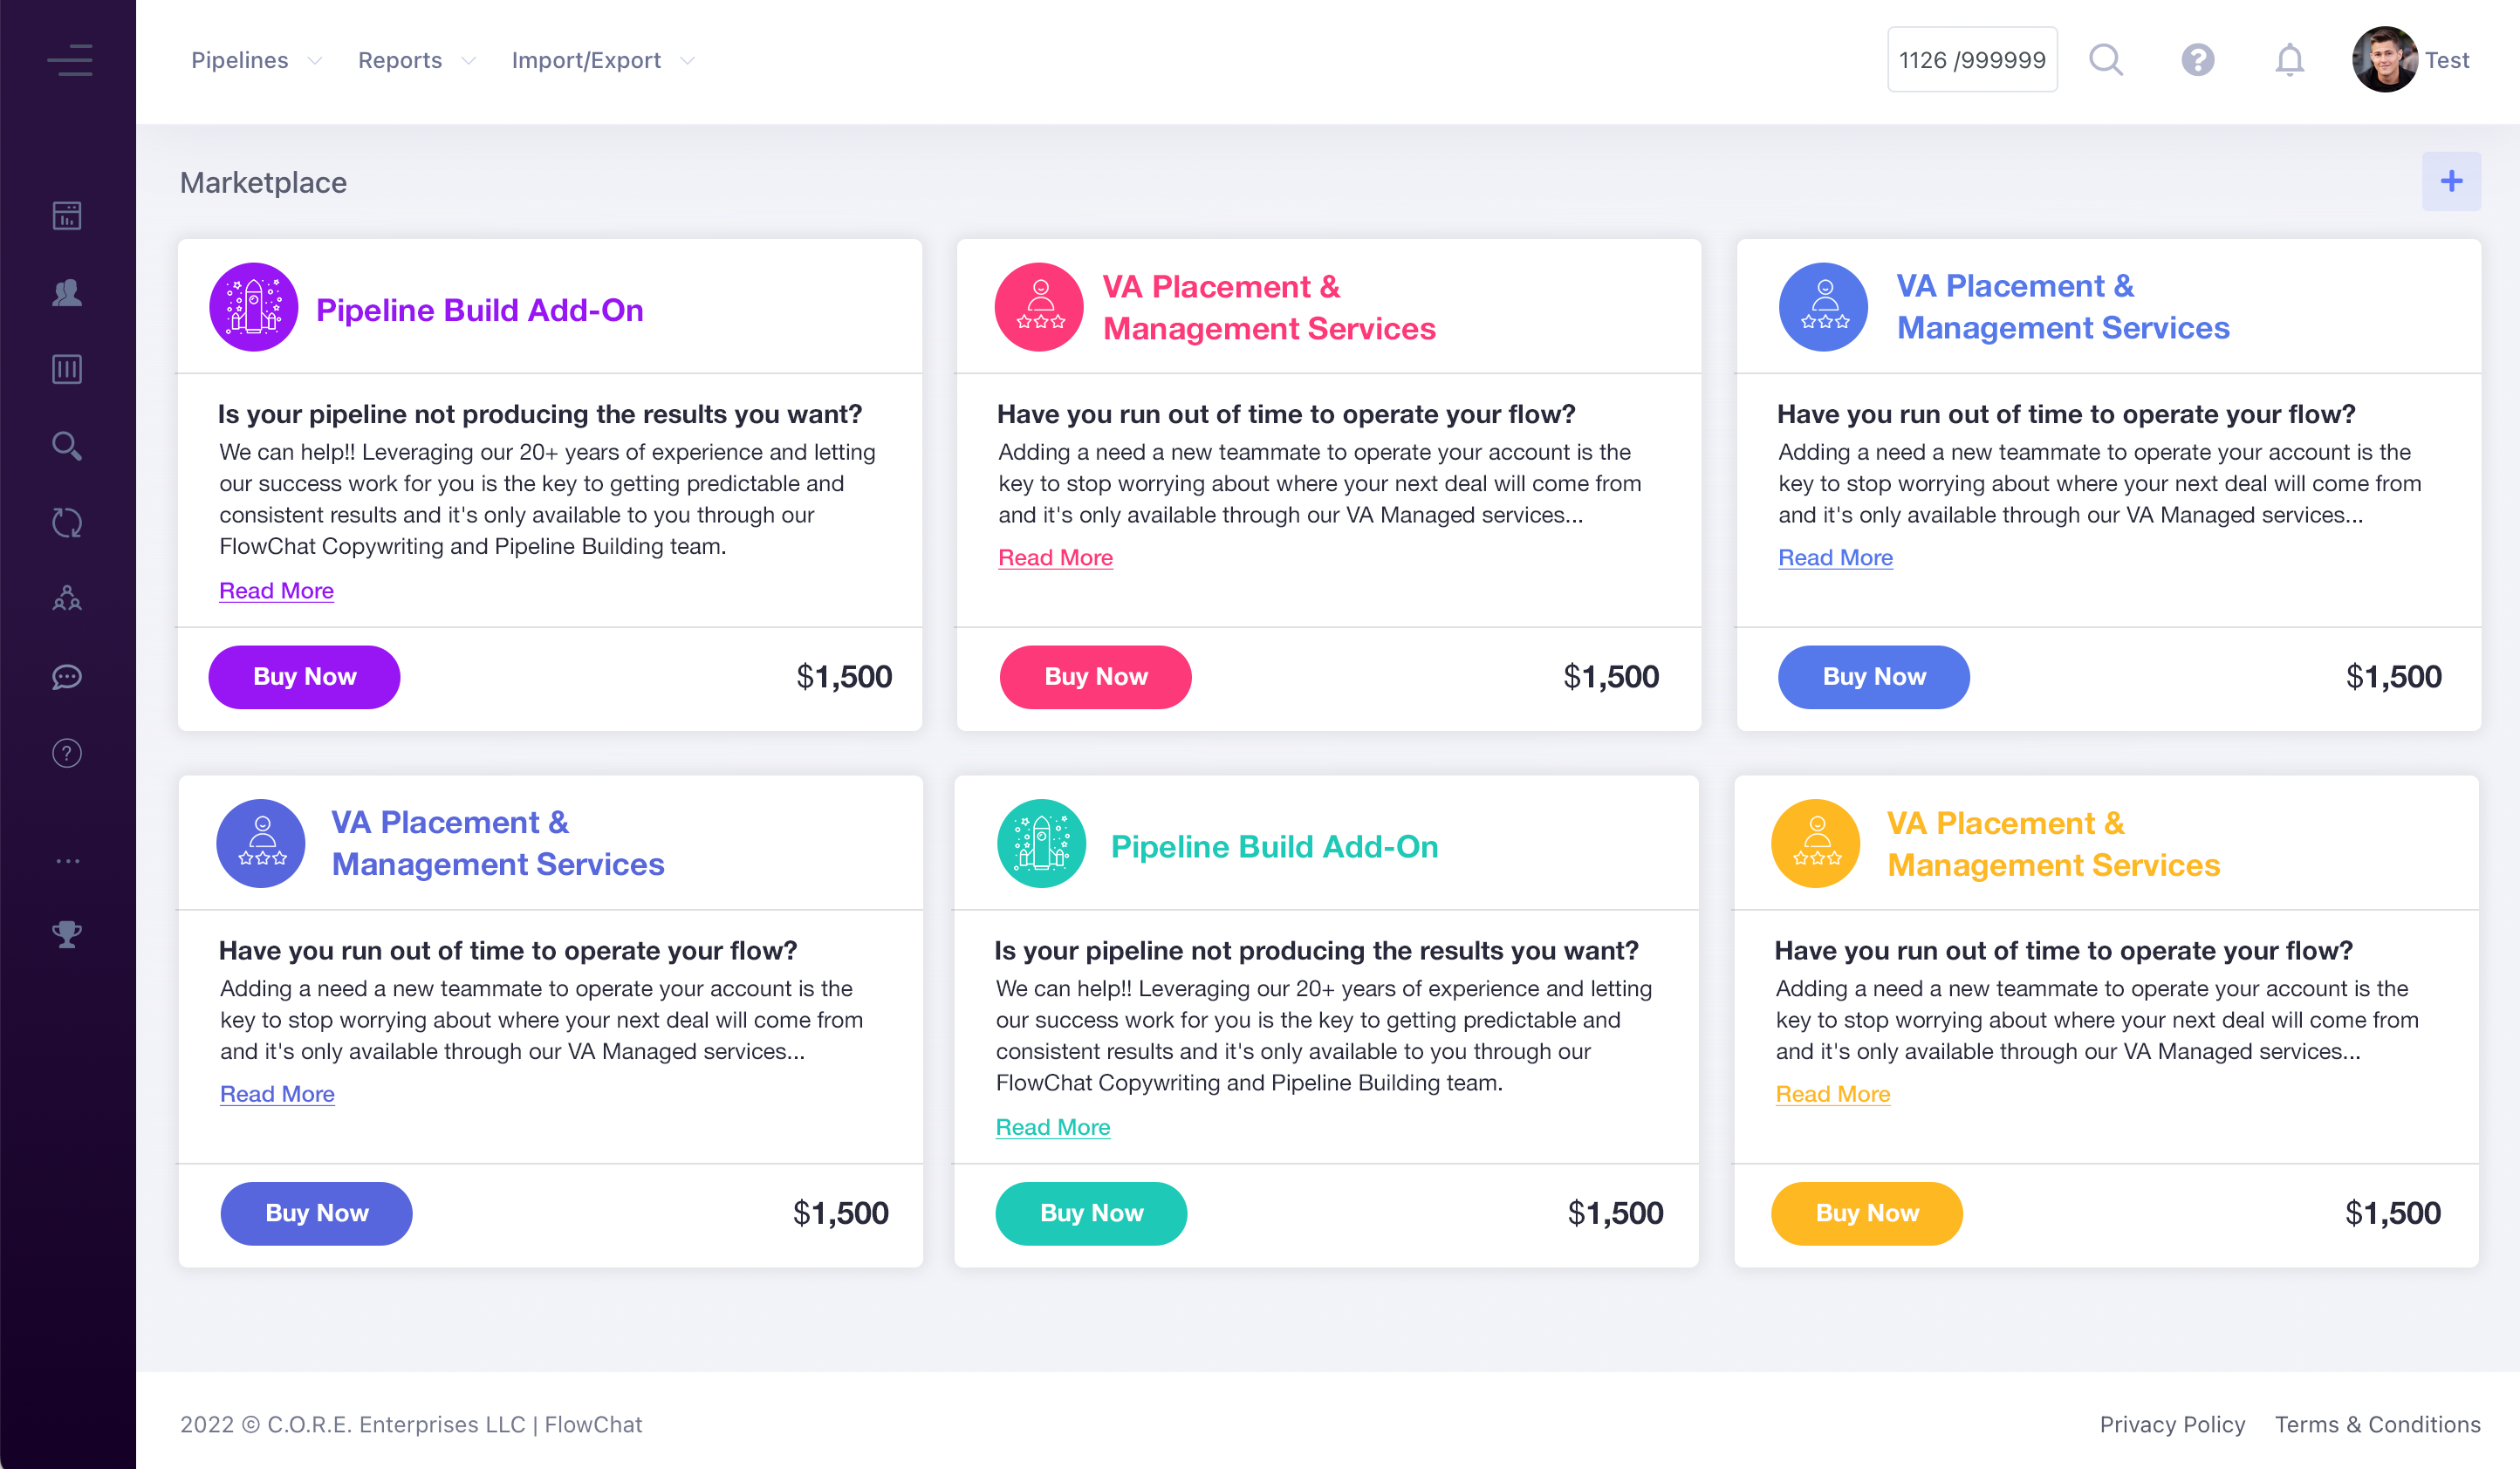 Pipelines Reports Import/Export 1126 /999999 Test
Marketplace
Pipeline Build Add-On
Is your pipeline not producing the results you want?
We can help!! Leveraging our 20+ years of experience and letting
our success work for you is the key to getting predictable and
consistent results and it's only available to you through our
FlowChat Copywriting and Pipeline Building team.
Read More
Buy Now $1,500
VA Placement &
Management Services
Have you run out of time to operate your flow?
Adding a need a new teammate to operate your account is the
key to stop worrying about where your next deal will come from
and it's only available through our VA Managed services...
Read More
Buy Now $1,500
VA Placement &
Management Services
Have you run out of time to operate your flow?
Adding a need a new teammate to operate your account is the
key to stop worrying about where your next deal will come from
and it's only available through our VA Managed services...
Read More
Buy Now $1,500
VA Placement &
Management Services
Have you run out of time to operate your flow?
Adding a need a new teammate to operate your account is the
key to stop worrying about where your next deal will come from
and it's only available through our VA Managed services...
Read More
Buy Now $1,500
Pipeline Build Add-On
Is your pipeline not producing the results you want?
We can help!! Leveraging our 20+ years of experience and letting
our success work for you is the key to getting predictable and
consistent results and it's only available to you through our
FlowChat Copywriting and Pipeline Building team.
Read More
Buy Now $1,500
VA Placement &
Management Services
Have you run out of time to operate your flow?
Adding a need a new teammate to operate your account is the
key to stop worrying about where your next deal will come from
and it's only available through our VA Managed services...
Read More
Buy Now $1,500
2022 © C.O.R.E. Enterprises LLC | FlowChat Privacy Policy Terms & Conditions